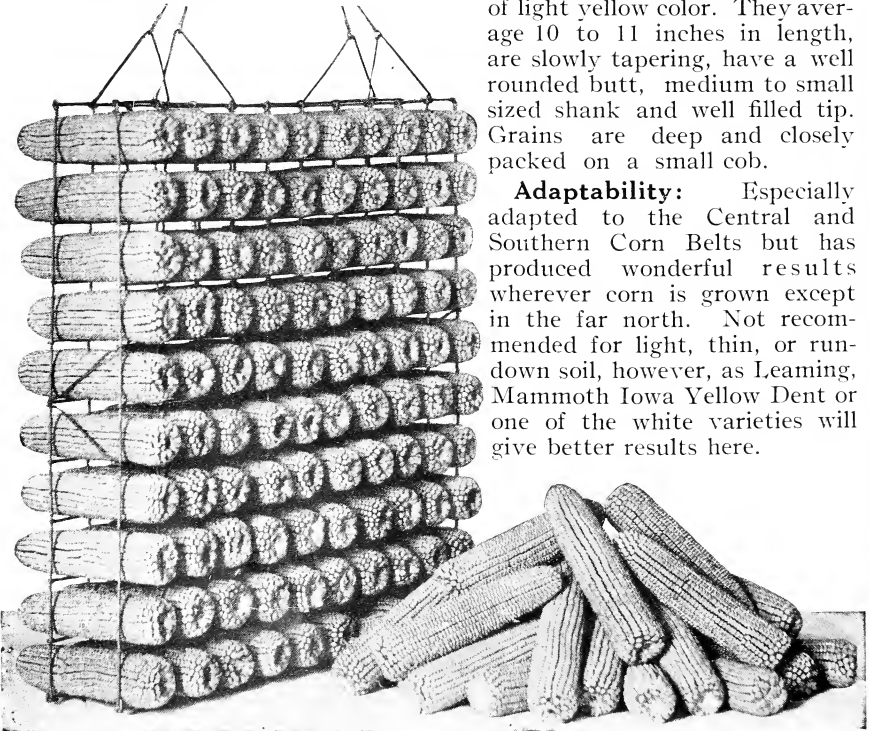 of light yellow color. They aver-
age 10 to 11 inches in length,
are slowly tapering, have a well
rounded butt, medium to small
sized shank and well filled tip.
Grains are deep and closely
packed on a small cob.
Adaptability: Especially
adapted to the Central and
Southern Corn Belts but has
produced wonderful results
wherever corn is grown except
in the far north. Not recom-
mended for light, thin, or run-
down soil, however, as Leaming,
Mammoth Iowa Yellow Dent or
one of the white varieties will
give better results here.